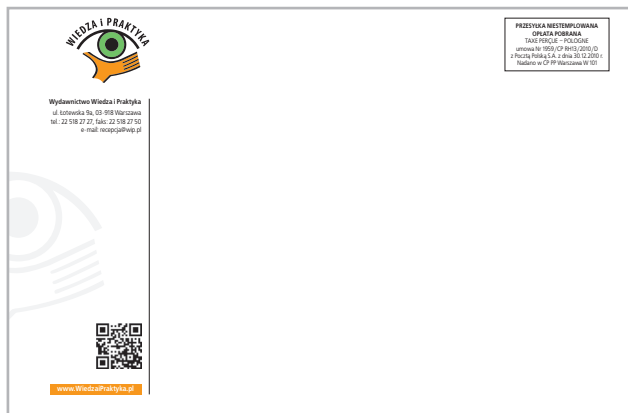 WIEDZA i PRAKTYKA
PRZESYŁKA NIESTEMPLOWANA
OPŁATA POBRANA
TAXE PERÇUE – POLOGNE
umowa Nr 1959/CP RH13/2010/D
z Pocztą Polską S.A. z dnia 30.12.2010 r.
Nadano w CP PP Warszawa W 101
Wydawnictwo Wiedza i Praktyka
ul. Łotewska 9a, 03-918 Warszawa
tel.: 22 518 27 27, faks: 22 518 27 50
e-mail: recepcja@wip.pl
www.WiedzaiPraktyka.pl